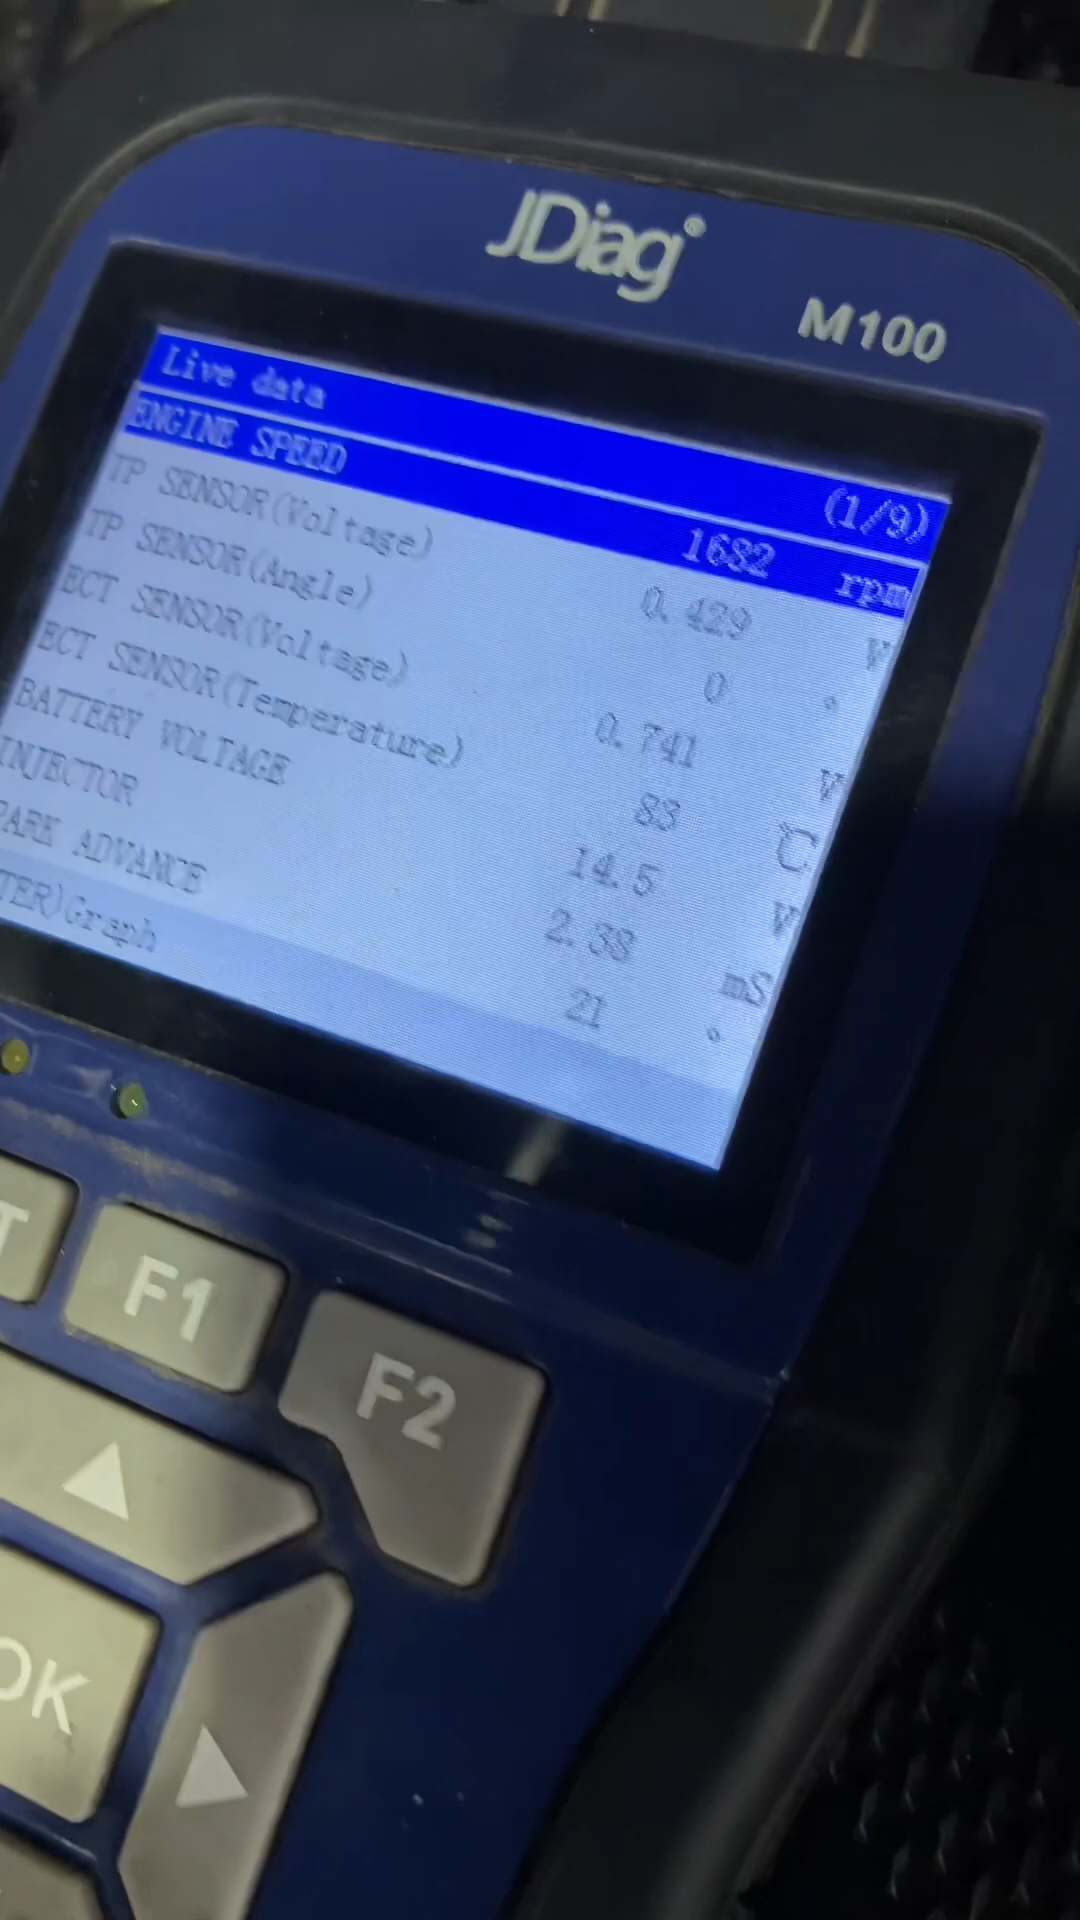 JDiag®
M100
Live data (1/9)
ENGINE SPEED 1682 rpm
TP SENSOR(Voltage) 0.429 V
TP SENSOR(Angle) 0 °
ECT SENSOR(Voltage) 0.741 V
ECT SENSOR(Temperature) 83 ℃
BATTERY VOLTAGE 14.5 V
INJECTOR 2.38 mS
PARK ADVANCE 21 °
TER)Graph
T
F1
F2
OK